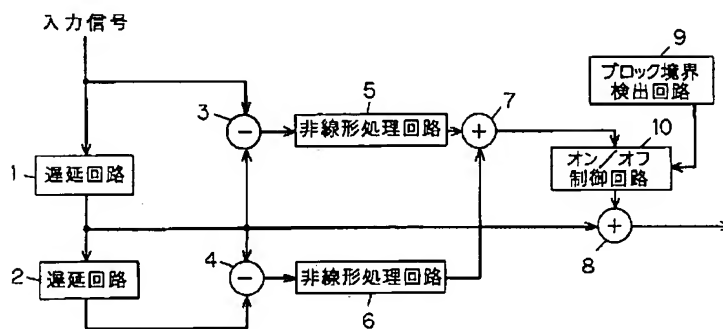 入力信号
9
ブロック境界
検出回路
5
7
3
−
非線形処理回路
+
10
オン/オフ
制御回路
1
遅延回路
+
8
4
−
非線形処理回路
2
遅延回路
6